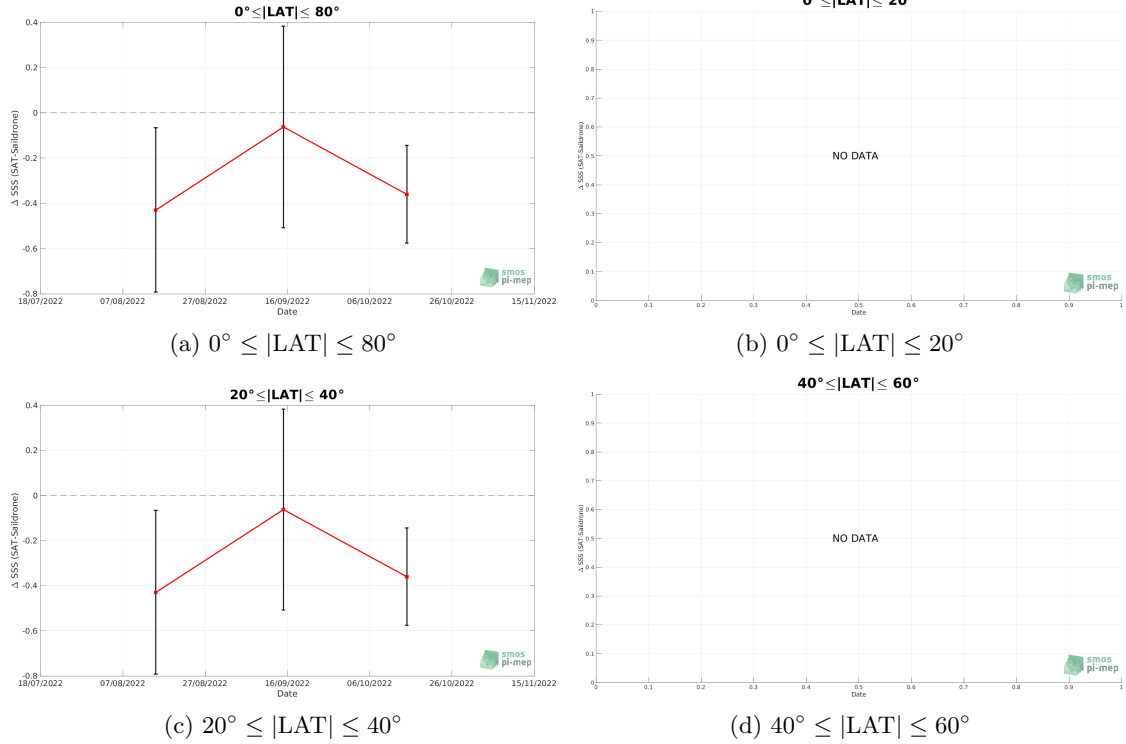 0°≤|LAT|≤ 80°
0.4
0.2
0
-0.2
-0.4
-0.6
-0.8
Δ SSS (SAT-Saildrone)
18/07/2022 07/08/2022 27/08/2022 16/09/2022 06/10/2022 26/10/2022 15/11/2022
Date
smos
pi-mep
(a) 0° ≤ |LAT| ≤ 80°
0°≤|LAT|≤ 20°
1
0.9
0.8
0.7
0.6
0.5
0.4
0.3
0.2
0.1
0
Δ SSS (SAT-Saildrone)
NO DATA
0 0.1 0.2 0.3 0.4 0.5 0.6 0.7 0.8 0.9 1
Date
smos
pi-mep
(b) 0° ≤ |LAT| ≤ 20°
20°≤|LAT|≤ 40°
0.4
0.2
0
-0.2
-0.4
-0.6
-0.8
Δ SSS (SAT-Saildrone)
18/07/2022 07/08/2022 27/08/2022 16/09/2022 06/10/2022 26/10/2022 15/11/2022
Date
smos
pi-mep
(c) 20° ≤ |LAT| ≤ 40°
40°≤|LAT|≤ 60°
1
0.9
0.8
0.7
0.6
0.5
0.4
0.3
0.2
0.1
0
Δ SSS (SAT-Saildrone)
NO DATA
0 0.1 0.2 0.3 0.4 0.5 0.6 0.7 0.8 0.9 1
Date
smos
pi-mep
(d) 40° ≤ |LAT| ≤ 60°